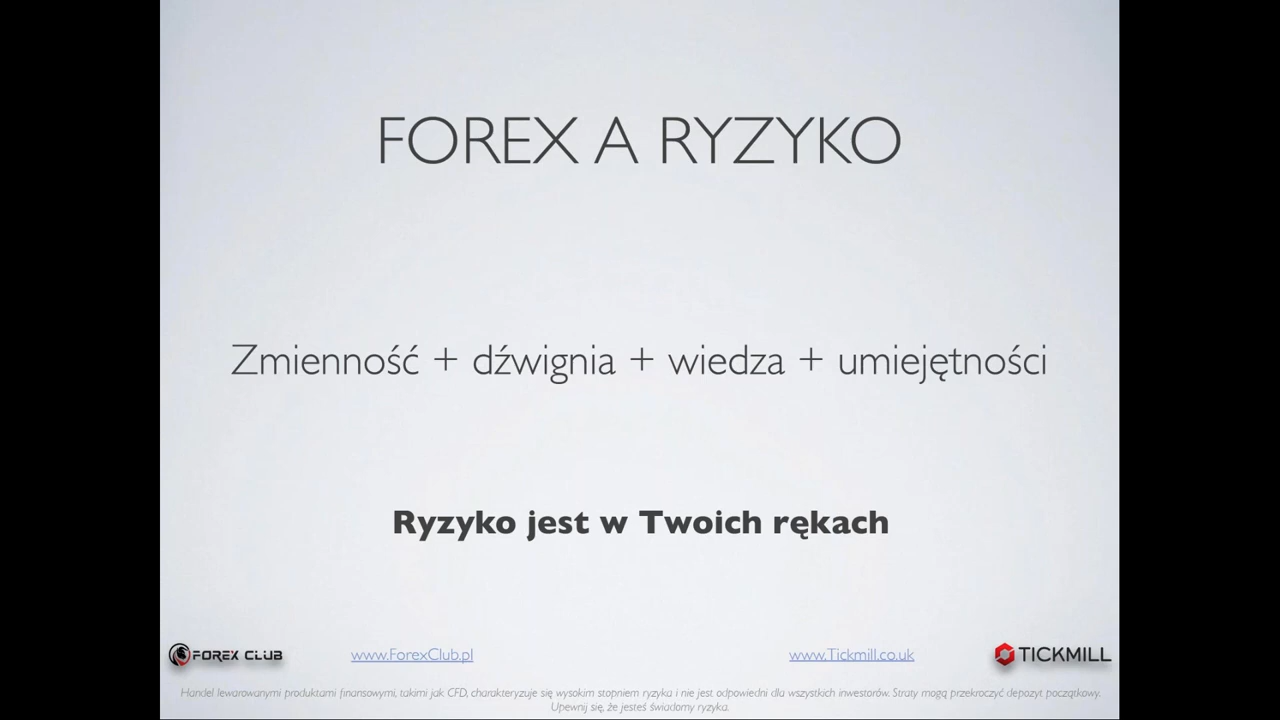 FOREX A RYZYKO
Zmienność + dźwignia + wiedza + umiejętności
Ryzyko jest w Twoich rękach
FOREX CLUB
www.ForexClub.pl
www.Tickmill.co.uk
TICKMILL
Handel lewarowanymi produktami finansowymi, takimi jak CFD, charakteryzuje się wysokim stopniem ryzyka i nie jest odpowiedni dla wszystkich inwestorów. Straty mogą przekroczyć depozyt początkowy.
Upewnij się, że jesteś świadomy ryzyka.